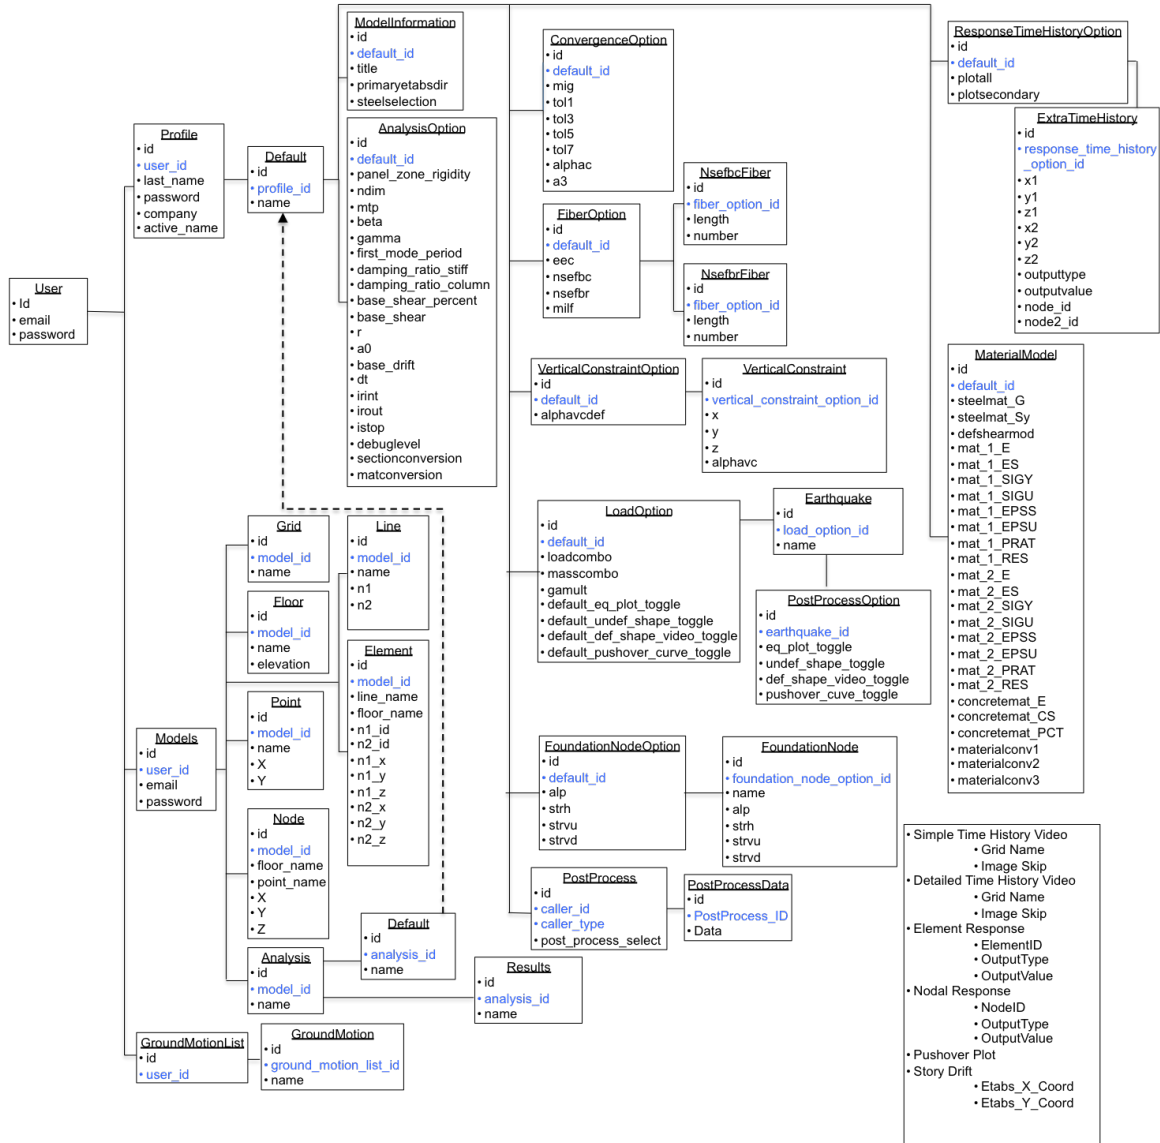 ModelInformation
• id
• default_id
• title
• primaryetabsdir
• steelselection
ConvergenceOption
• id
• default_id
• mig
• tol1
• tol3
• tol5
• tol7
• alphac
• a3
ResponseTimeHistoryOption
• id
• default_id
• plotall
• plotsecondary
ExtraTimeHistory
• id
• response_time_history
_option_id
• x1
• y1
• z1
• x2
• y2
• z2
• outputtype
• outputvalue
• node_id
• node2_id
Profile
• id
• user_id
• last_name
• password
• company
• active_name
Default
• id
• profile_id
• name
AnalysisOption
• id
• default_id
• panel_zone_rigidity
• ndim
• mtp
• beta
• gamma
• first_mode_period
• damping_ratio_stiff
• damping_ratio_column
• base_shear_percent
• base_shear
• r
• a0
• base_drift
• dt
• irint
• irout
• istop
• debuglevel
• sectionconversion
• matconversion
NsefbcFiber
• id
• fiber_option_id
• length
• number
FiberOption
• id
• default_id
• eec
• nsefbc
• nsefbr
• milf
NsefbrFiber
• id
• fiber_option_id
• length
• number
User
• Id
• email
• password
VerticalConstraintOption
• id
• default_id
• alphavcdef
VerticalConstraint
• id
• vertical_constraint_option_id
• x
• y
• z
• alphavc
MaterialModel
• id
• default_id
• steelmat_G
• steelmat_Sy
• defshearmod
• mat_1_E
• mat_1_ES
• mat_1_SIGY
• mat_1_SIGU
• mat_1_EPSS
• mat_1_EPSU
• mat_1_PRAT
• mat_1_RES
• mat_2_E
• mat_2_ES
• mat_2_SIGY
• mat_2_SIGU
• mat_2_EPSS
• mat_2_EPSU
• mat_2_PRAT
• mat_2_RES
• concretemat_E
• concretemat_CS
• concretemat_PCT
• materialconv1
• materialconv2
• materialconv3
LoadOption
• id
• default_id
• loadcombo
• masscombo
• gamult
• default_eq_plot_toggle
• default_undef_shape_toggle
• default_def_shape_video_toggle
• default_pushover_curve_toggle
Earthquake
• id
• load_option_id
• name
PostProcessOption
• id
• earthquake_id
• eq_plot_toggle
• undef_shape_toggle
• def_shape_video_toggle
• pushover_cuve_toggle
Grid
• id
• model_id
• name
Line
• id
• model_id
• name
• n1
• n2
Floor
• id
• model_id
• name
• elevation
Element
• id
• model_id
• line_name
• floor_name
• n1_id
• n2_id
• n1_x
• n1_y
• n1_z
• n2_x
• n2_y
• n2_z
Point
• id
• model_id
• name
• X
• Y
Models
• id
• user_id
• email
• password
Node
• id
• model_id
• floor_name
• point_name
• X
• Y
• Z
FoundationNodeOption
• id
• default_id
• alp
• strh
• strvu
• strvd
FoundationNode
• id
• foundation_node_option_id
• name
• alp
• strh
• strvu
• strvd
PostProcess
• id
• caller_id
• caller_type
• post_process_select
PostProcessData
• id
• PostProcess_ID
• Data
Default
• id
• analysis_id
• name
Analysis
• id
• model_id
• name
Results
• id
• analysis_id
• name
GroundMotionList
• id
• user_id
GroundMotion
• id
• ground_motion_list_id
• name
• Simple Time History Video
• Grid Name
• Image Skip
• Detailed Time History Video
• Grid Name
• Image Skip
• Element Response
• ElementID
• OutputType
• OutputValue
• Nodal Response
• NodeID
• OutputType
• OutputValue
• Pushover Plot
• Story Drift
• Etabs_X_Coord
• Etabs_Y_Coord